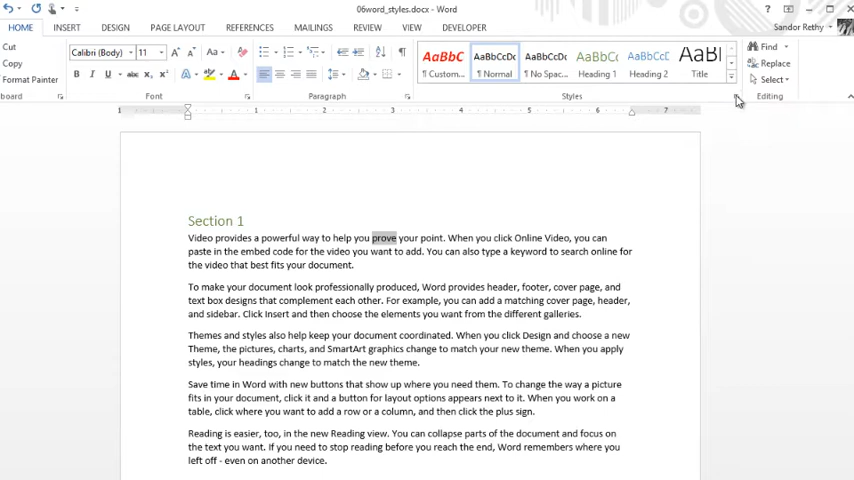 06word_styles.docx - Word
HOME INSERT DESIGN PAGE LAYOUT REFERENCES MAILINGS REVIEW VIEW DEVELOPER Sandor Rethy
Cut
Copy
Format Painter
Calibri (Body) 11
B I U abc x₂ x²
AaBbC AaBbCcDc AaBbCcDc AaBbCc AaBbCcDc AaBI
¶ Custom... ¶ Normal ¶ No Spac... Heading 1 Heading 2 Title
Find
Replace
Select
board Font Paragraph Styles Editing
1 1 2 3 4 5 6 7
Section 1
Video provides a powerful way to help you prove your point. When you click Online Video, you can
paste in the embed code for the video you want to add. You can also type a keyword to search online for
the video that best fits your document.
To make your document look professionally produced, Word provides header, footer, cover page, and
text box designs that complement each other. For example, you can add a matching cover page, header,
and sidebar. Click Insert and then choose the elements you want from the different galleries.
Themes and styles also help keep your document coordinated. When you click Design and choose a new
Theme, the pictures, charts, and SmartArt graphics change to match your new theme. When you apply
styles, your headings change to match the new theme.
Save time in Word with new buttons that show up where you need them. To change the way a picture
fits in your document, click it and a button for layout options appears next to it. When you work on a
table, click where you want to add a row or a column, and then click the plus sign.
Reading is easier, too, in the new Reading view. You can collapse parts of the document and focus on
the text you want. If you need to stop reading before you reach the end, Word remembers where you
left off - even on another device.